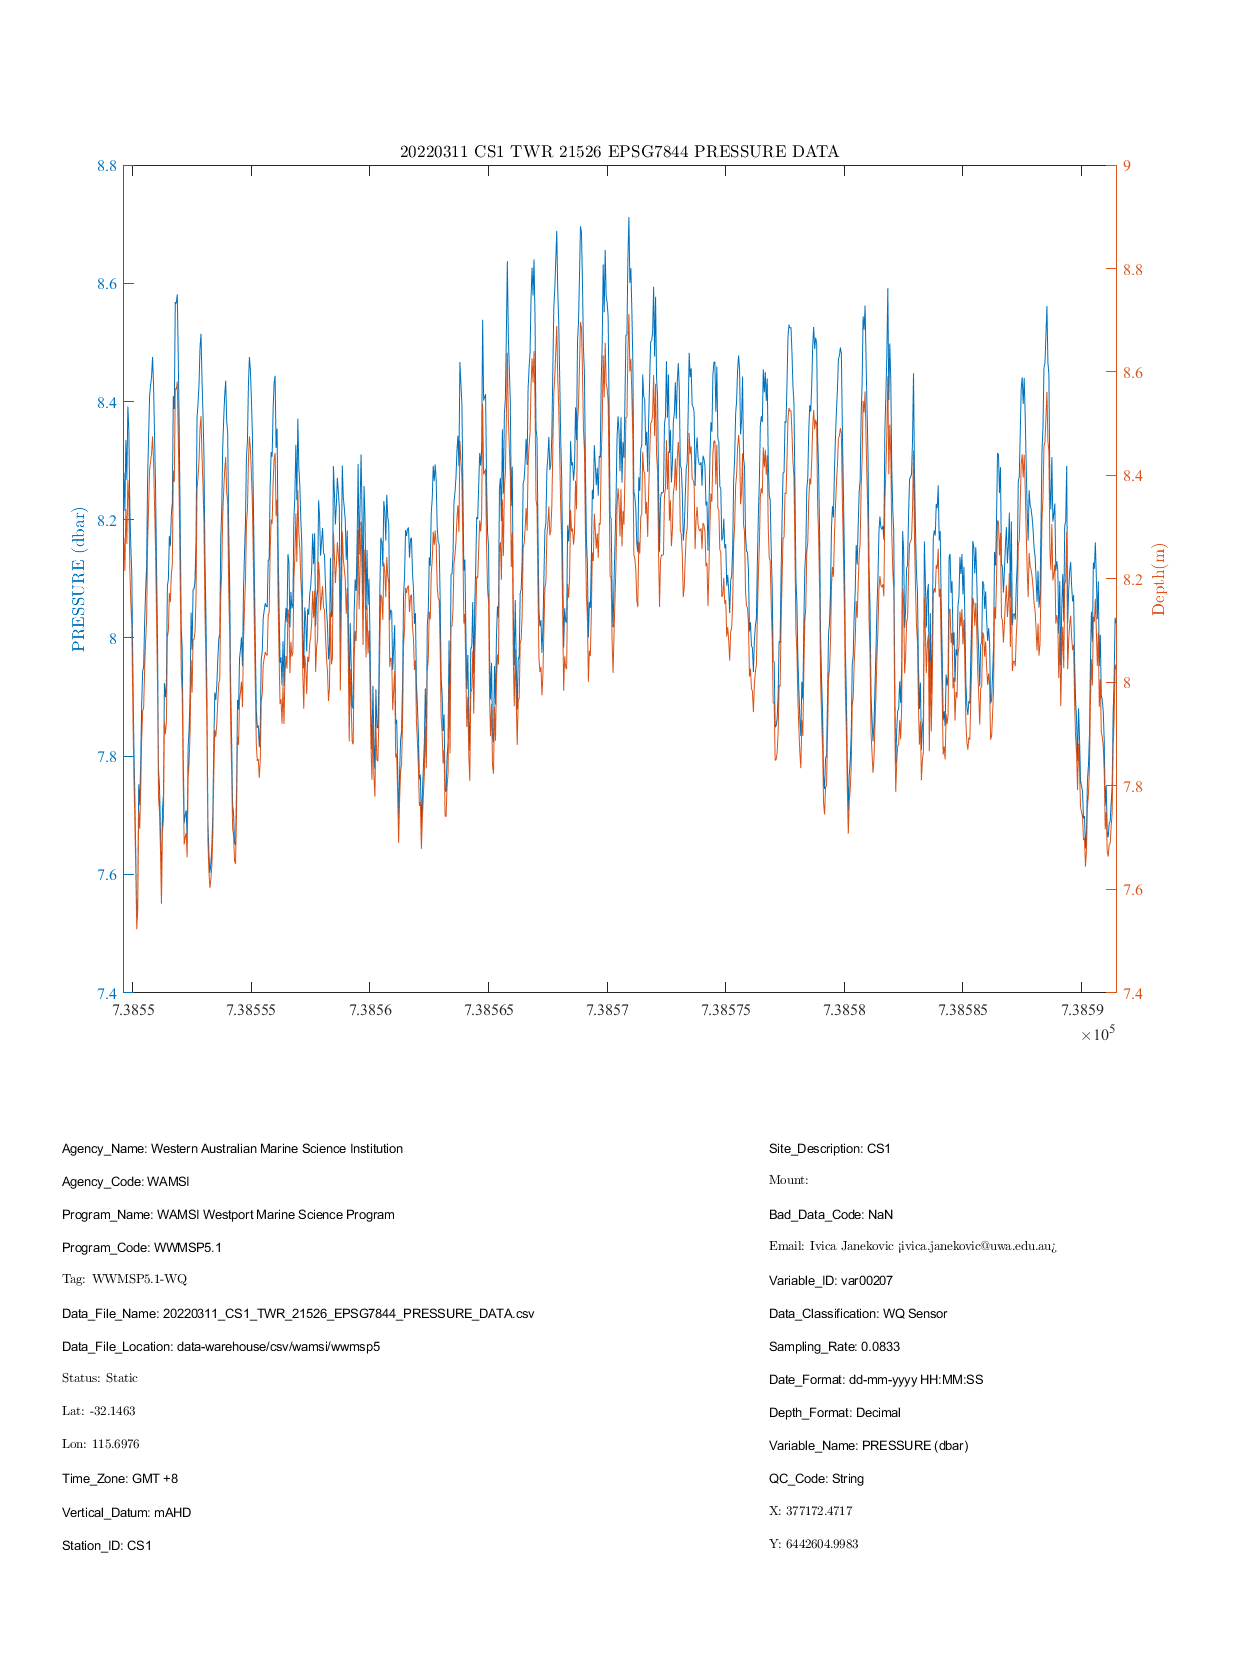 20220311 CS1 TWR 21526 EPSG7844 PRESSURE DATA
8.8
8.6
8.4
8.2
8
7.8
7.6
7.4
PRESSURE (dbar)
9
8.8
8.6
8.4
8.2
8
7.8
7.6
7.4
Depth(m)
7.3855 7.38555 7.3856 7.38565 7.3857 7.38575 7.3858 7.38585 7.3859
×10^5
Agency_Name: Western Australian Marine Science Institution
Agency_Code: WAMSI
Program_Name: WAMSI Westport Marine Science Program
Program_Code: WWMSP5.1
Tag: WWMSP5.1-WQ
Data_File_Name: 20220311_CS1_TWR_21526_EPSG7844_PRESSURE_DATA.csv
Data_File_Location: data-warehouse/csv/wamsi/wwmsp5
Status: Static
Lat: -32.1463
Lon: 115.6976
Time_Zone: GMT +8
Vertical_Datum: mAHD
Station_ID: CS1
Site_Description: CS1
Mount:
Bad_Data_Code: NaN
Email: Ivica Janekovic ¡ivica.janekovic@uwa.edu.au¿
Variable_ID: var00207
Data_Classification: WQ Sensor
Sampling_Rate: 0.0833
Date_Format: dd-mm-yyyy HH:MM:SS
Depth_Format: Decimal
Variable_Name: PRESSURE (dbar)
QC_Code: String
X: 377172.4717
Y: 6442604.9983